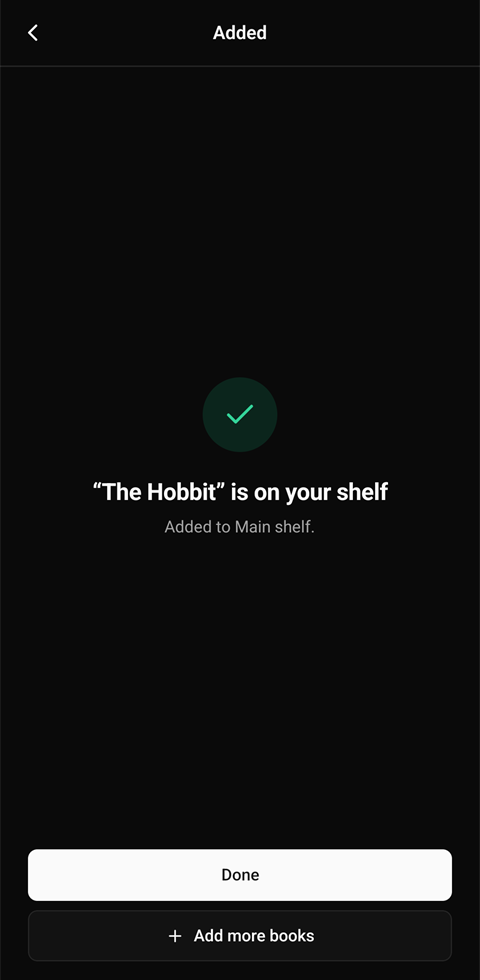 Added
“The Hobbit” is on your shelf
Added to Main shelf.
Done
Add more books